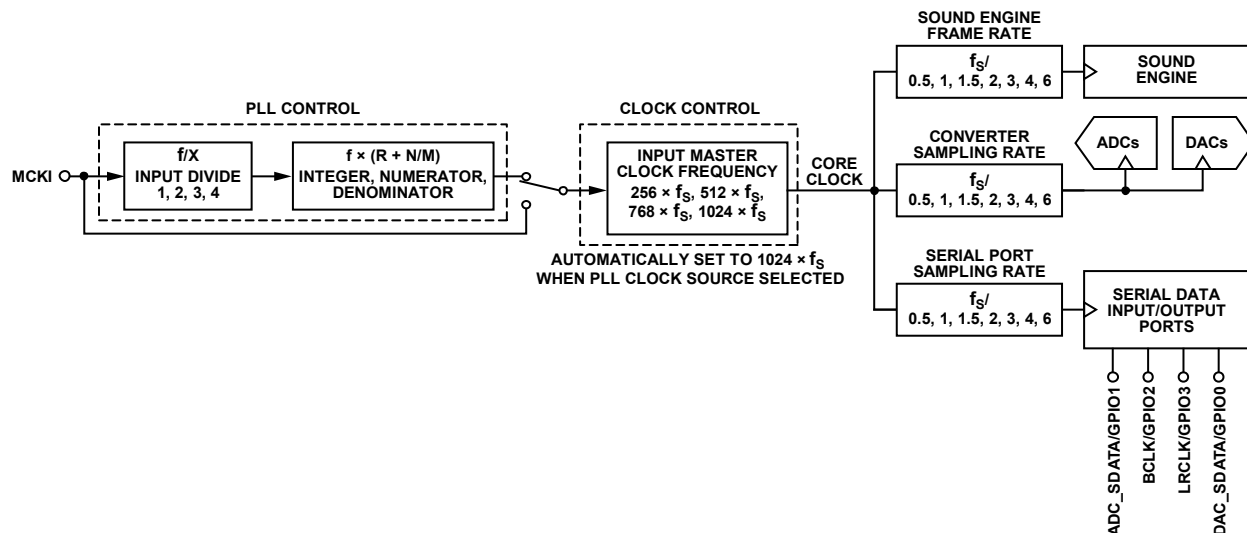 PLL CONTROL
MCKI
f/X
INPUT DIVIDE
1, 2, 3, 4
f × (R + N/M)
INTEGER, NUMERATOR,
DENOMINATOR
CLOCK CONTROL
INPUT MASTER
CLOCK FREQUENCY
256 × fS, 512 × fS,
768 × fS, 1024 × fS
AUTOMATICALLY SET TO 1024 × fS
WHEN PLL CLOCK SOURCE SELECTED
CORE
CLOCK
SOUND ENGINE
FRAME RATE
fS/
0.5, 1, 1.5, 2, 3, 4, 6
SOUND
ENGINE
CONVERTER
SAMPLING RATE
fS/
0.5, 1, 1.5, 2, 3, 4, 6
ADCs
DACs
SERIAL PORT
SAMPLING RATE
fS/
0.5, 1, 1.5, 2, 3, 4, 6
SERIAL DATA
INPUT/OUTPUT
PORTS
ADC_SDATA/GPIO1
BCLK/GPIO2
LRCLK/GPIO3
DAC_SDATA/GPIO0